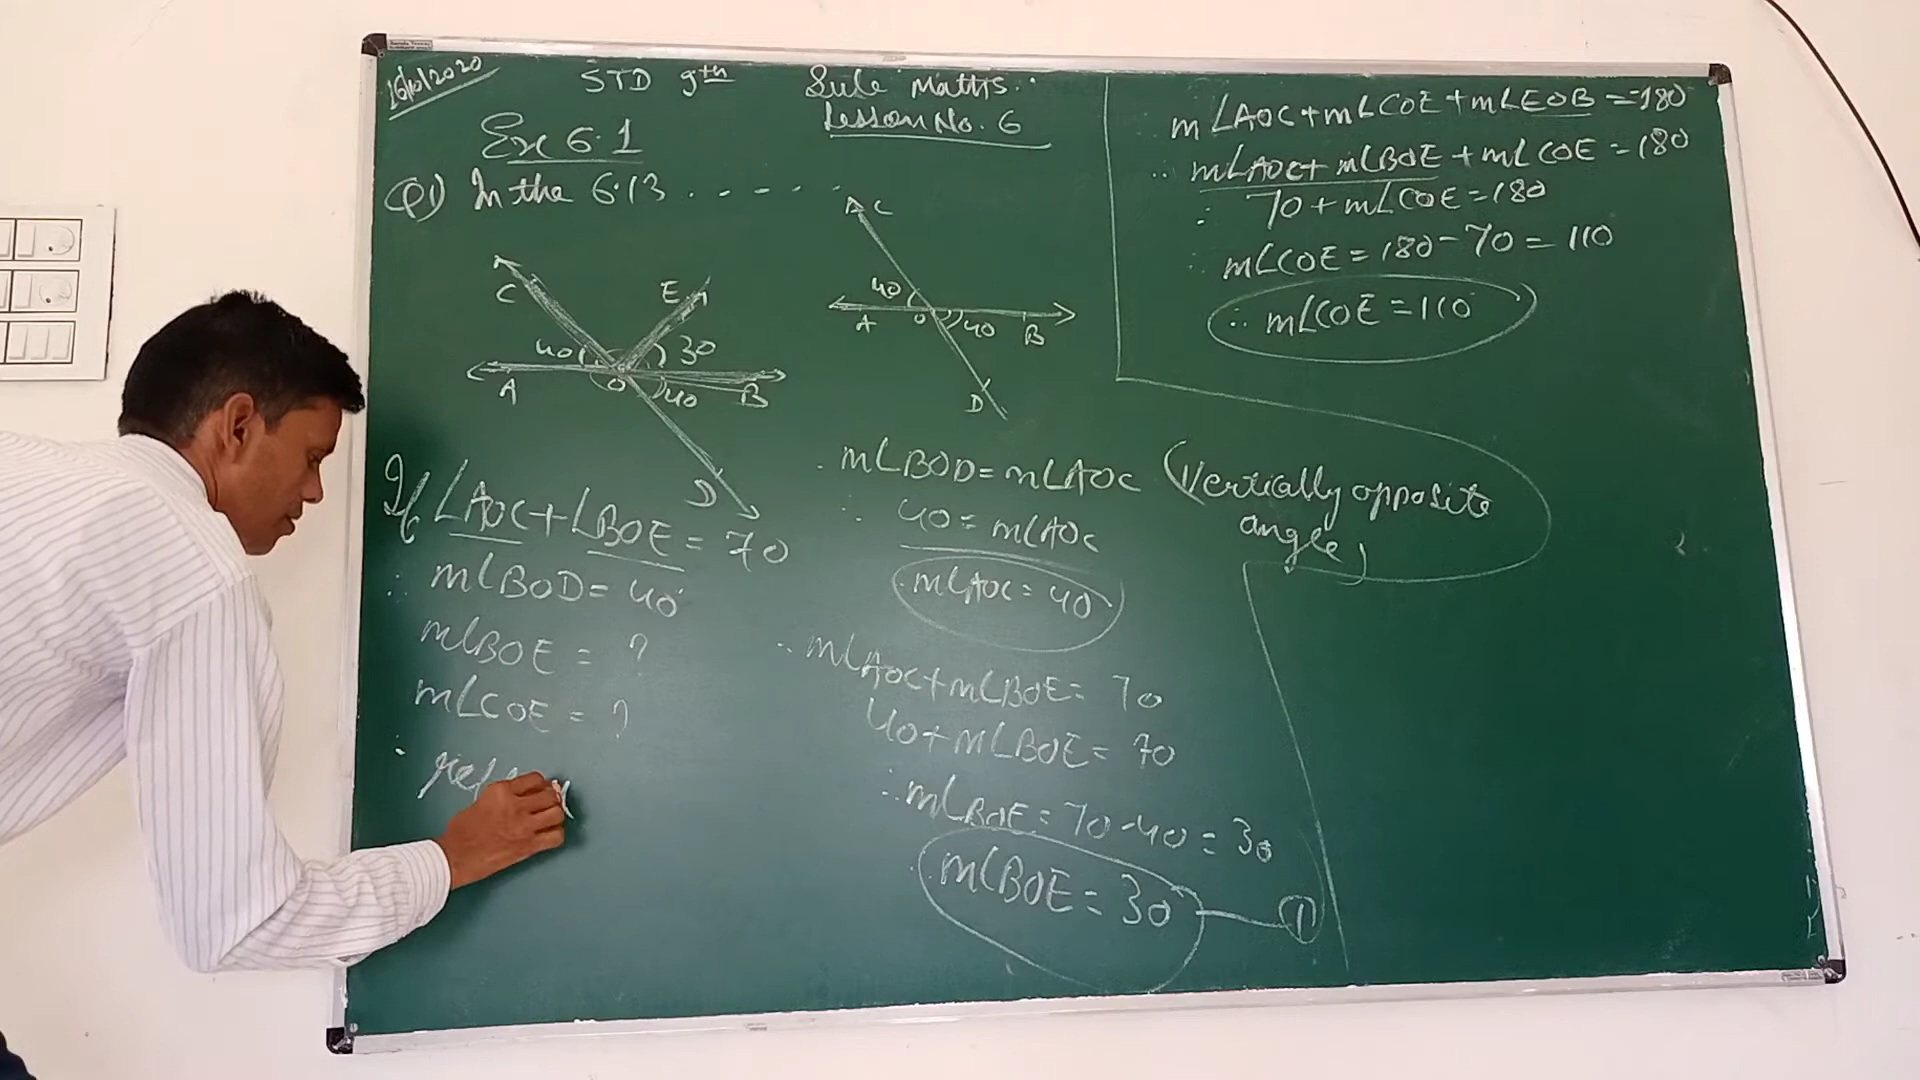 16/10/2020
STD 9th
Sub Maths.
Lesson No. 6
Exe 6.1
Q1) In the 6.13 . - - - - . .
C
E
40
30
A
O
40
B
D
C
40
A
O
40
B
D
If ∠AOC+∠BOE = 70
∴ m∠BOD = 40
m∠BOE = ?
m∠COE = ?
∴ m∠BOD = m∠AOC (Vertically opposite
angle)
∴ 40 = m∠AOC
∴ m∠AOC = 40
∴ m∠AOC+m∠BOE = 70
40+m∠BOE = 70
∴ m∠BOE = 70-40 = 30
∴ m∠BOE = 30 — 1
m∠AOC+m∠COE+m∠EOB = 180
∴ m∠AOC+m∠BOE+m∠COE = 180
∴ 70+m∠COE = 180
∴ m∠COE = 180-70 = 110
∴ m∠COE = 110